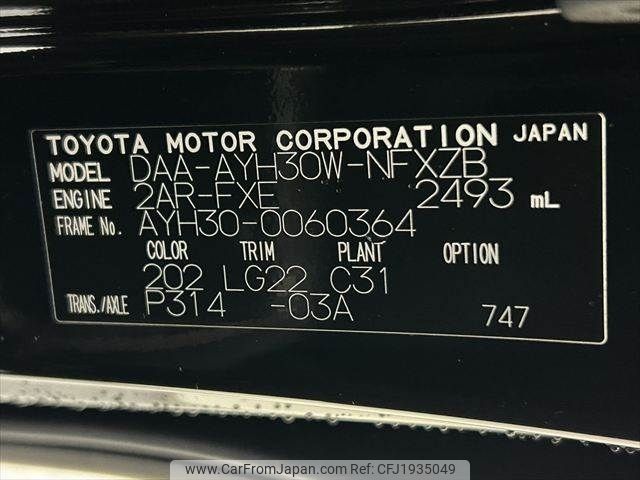 TOYOTA MOTOR CORPORATION JAPAN
MODEL DAA-AYH30W-NFXZB
ENGINE 2AR-FXE 2493 mL
FRAME No. AYH30-0060364
COLOR TRIM PLANT OPTION
202 LG22 C31
TRANS./AXLE P314 -03A 747
www.CarFromJapan.com - CFJ1935049